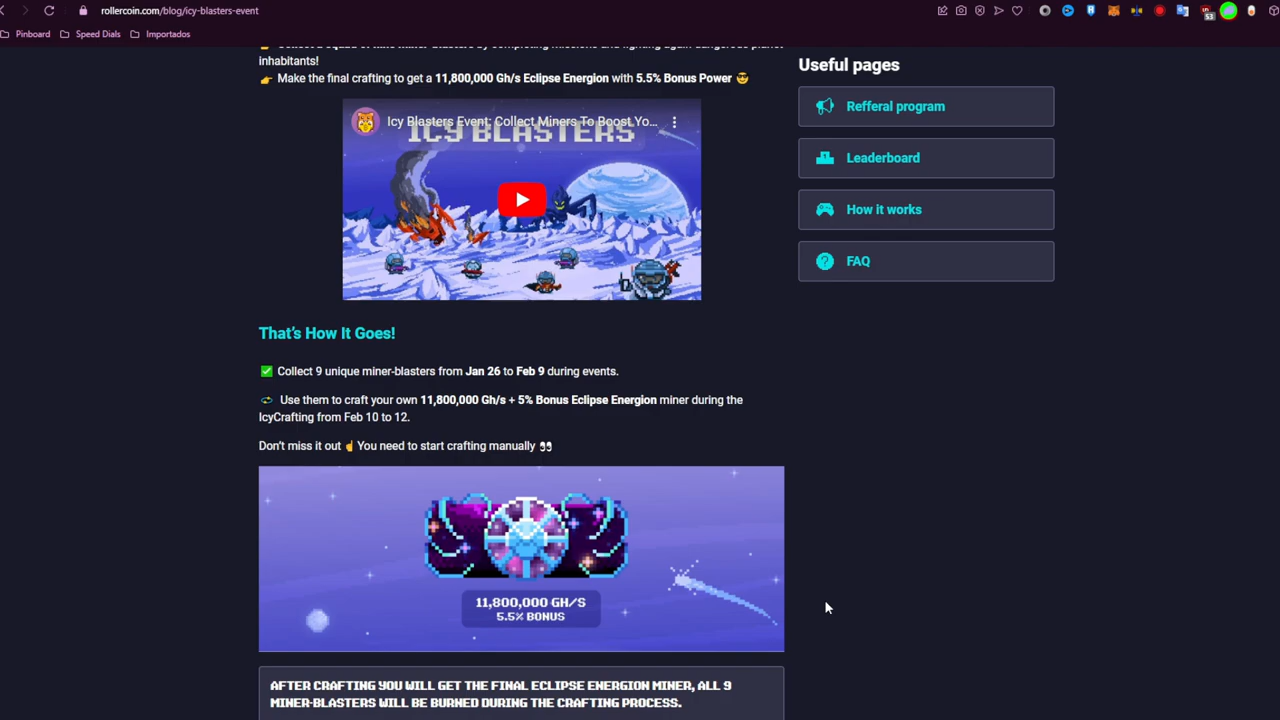 rollercoin.com/blog/icy-blasters-event
53
Pinboard
Speed Dials
Importados
inhabitants!
👉 Make the final crafting to get a 11,800,000 Gh/s Eclipse Energion with 5.5% Bonus Power 😎
Icy Blasters Event: Collect Miners To Boost Yo...
ICY BLASTERS
That's How It Goes!
✅ Collect 9 unique miner-blasters from Jan 26 to Feb 9 during events.
Use them to craft your own 11,800,000 Gh/s + 5% Bonus Eclipse Energion miner during the
IcyCrafting from Feb 10 to 12.
Don't miss it out ☝ You need to start crafting manually 👀
11,800,000 GH/S
5.5% BONUS
AFTER CRAFTING YOU WILL GET THE FINAL ECLIPSE ENERGION MINER, ALL 9
MINER-BLASTERS WILL BE BURNED DURING THE CRAFTING PROCESS.
Useful pages
Refferal program
Leaderboard
How it works
FAQ